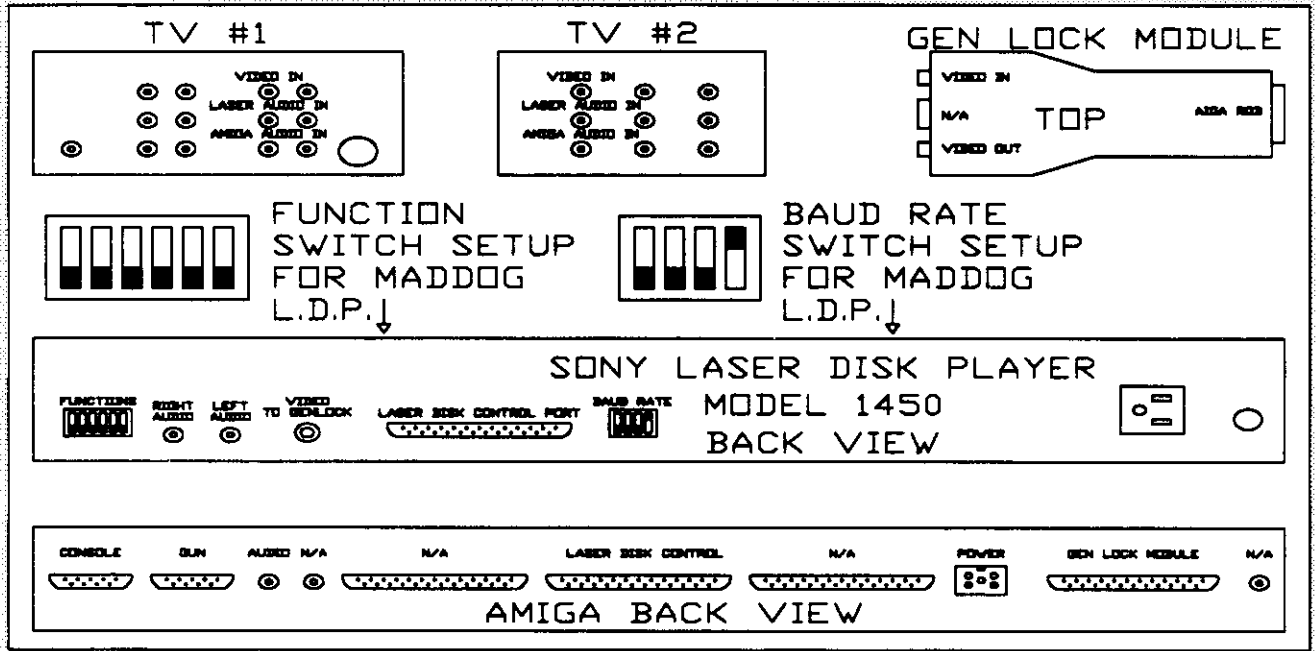 TV #1
TV #2
GEN LOCK MODULE
VIDEO IN
LASER AUDIO IN
AMIGA AUDIO IN
VIDEO IN
LASER AUDIO IN
AMIGA AUDIO IN
VIDEO IN
N/A
VIDEO OUT
TOP
AIGA RGB
FUNCTION
SWITCH SETUP
FOR MADDOG
L.D.P.
BAUD RATE
SWITCH SETUP
FOR MADDOG
L.D.P.
SONY LASER DISK PLAYER
MODEL 1450
BACK VIEW
FUNCTIONS
RIGHT
AUDIO
LEFT
AUDIO
VIDEO
TO GENLOCK
LASER DISK CONTROL PORT
BAUD RATE
CONSOLE
GUN
AUDIO
N/A
N/A
LASER DISK CONTROL
N/A
POWER
GEN LOCK MODULE
N/A
AMIGA BACK VIEW